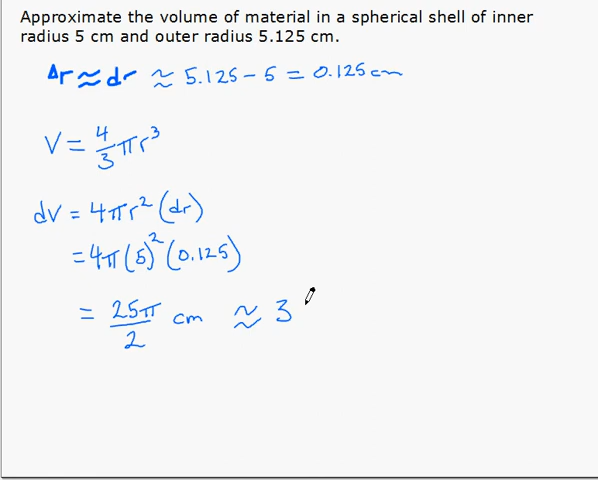 Approximate the volume of material in a spherical shell of inner
radius 5 cm and outer radius 5.125 cm.
Δr ≈ dr ≈ 5.125 - 5 = 0.125 cm
V = 4/3 πr³
dV = 4πr² (dr)
= 4π(5)² (0.125)
= 25π/2 cm ≈ 3